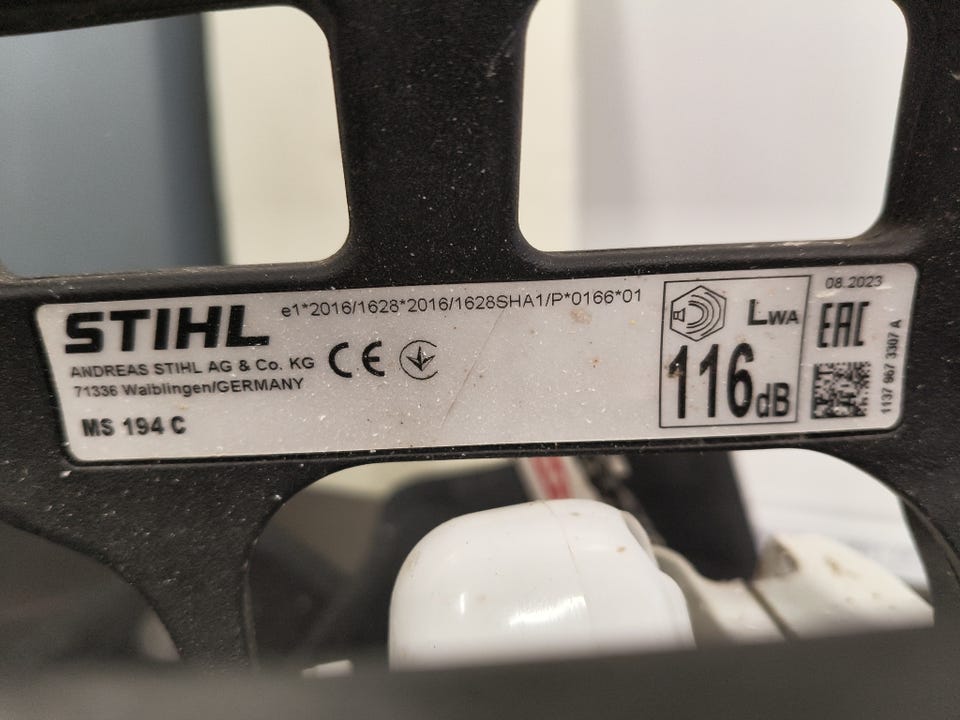 STIHL
e1*2016/1628*2016/1628SHA1/P*0166*01
ANDREAS STIHL AG & Co. KG
71336 Waiblingen/GERMANY
CE
MS 194 C
LWA
116dB
08.2023
EAC
1137 967 3307 A